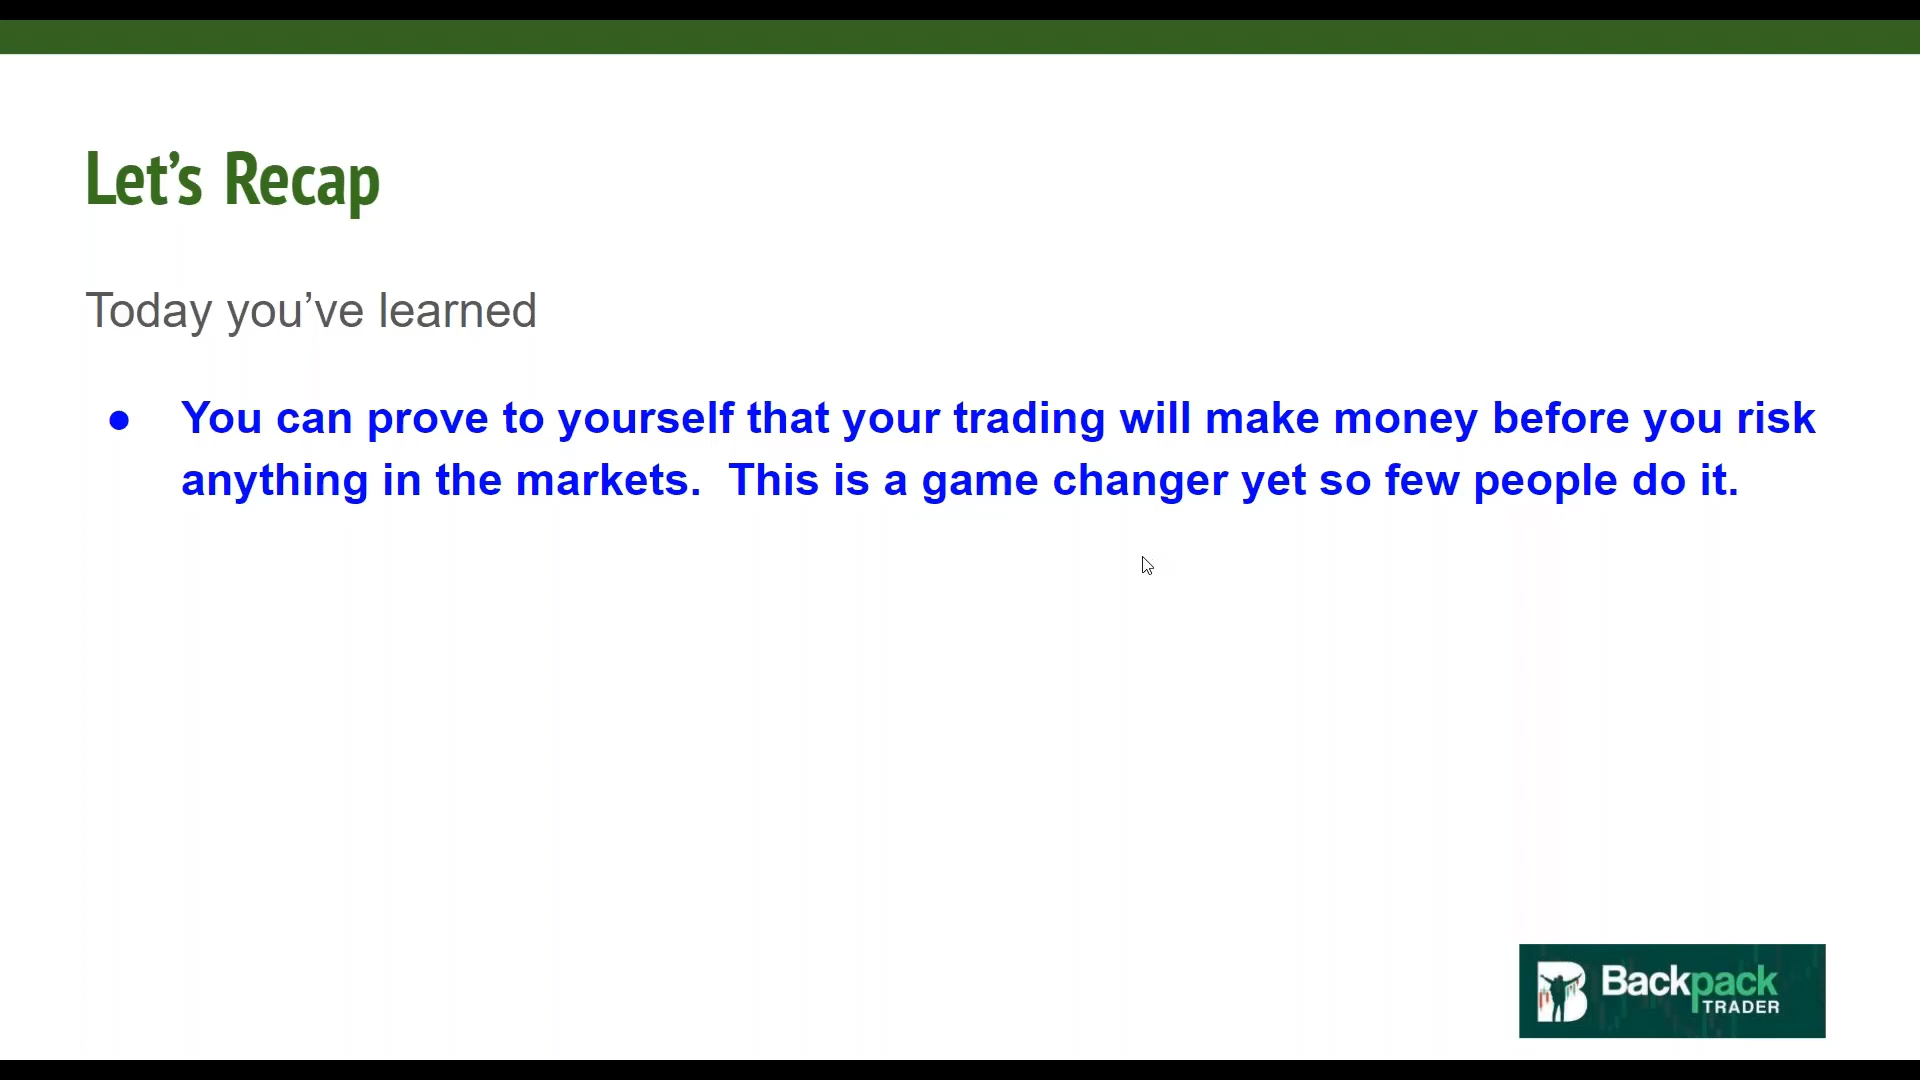 Let’s Recap
Today you’ve learned
● You can prove to yourself that your trading will make money before you risk
anything in the markets.  This is a game changer yet so few people do it.
Backpack
TRADER